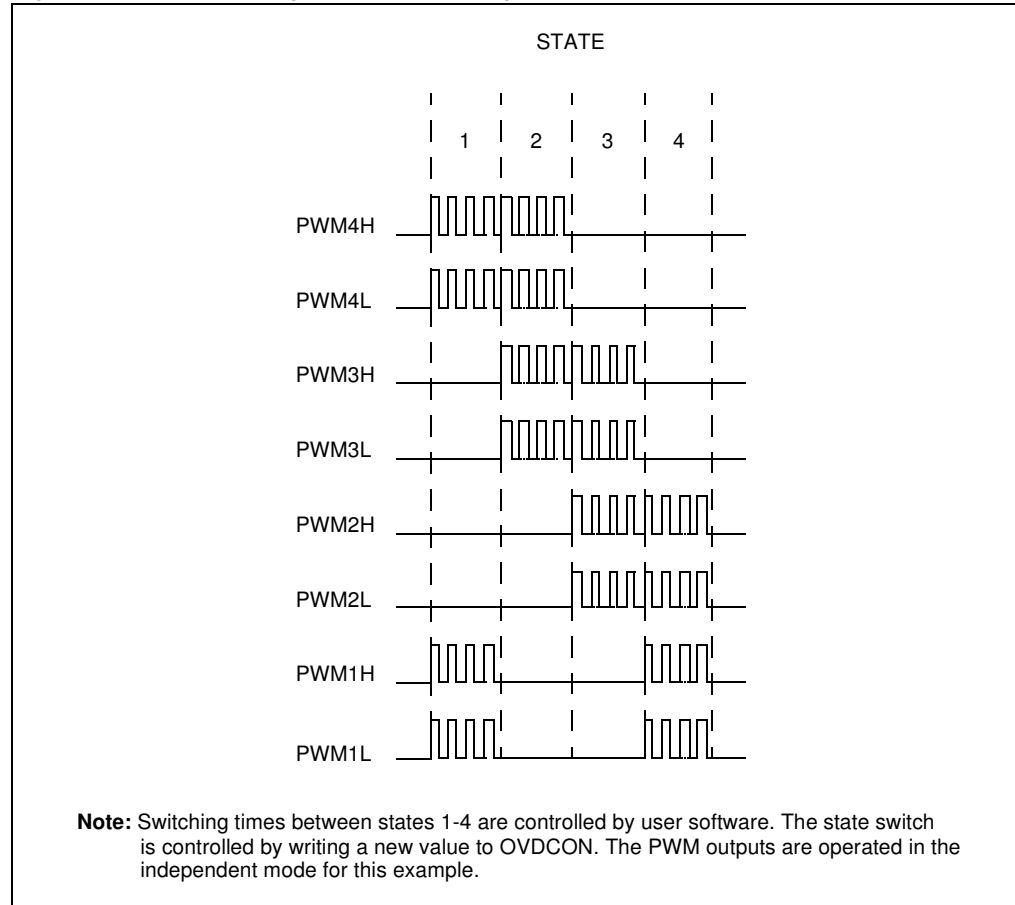 STATE
1 2 3 4
PWM4H
PWM4L
PWM3H
PWM3L
PWM2H
PWM2L
PWM1H
PWM1L
Note: Switching times between states 1-4 are controlled by user software. The state switch
is controlled by writing a new value to OVDCON. The PWM outputs are operated in the
independent mode for this example.